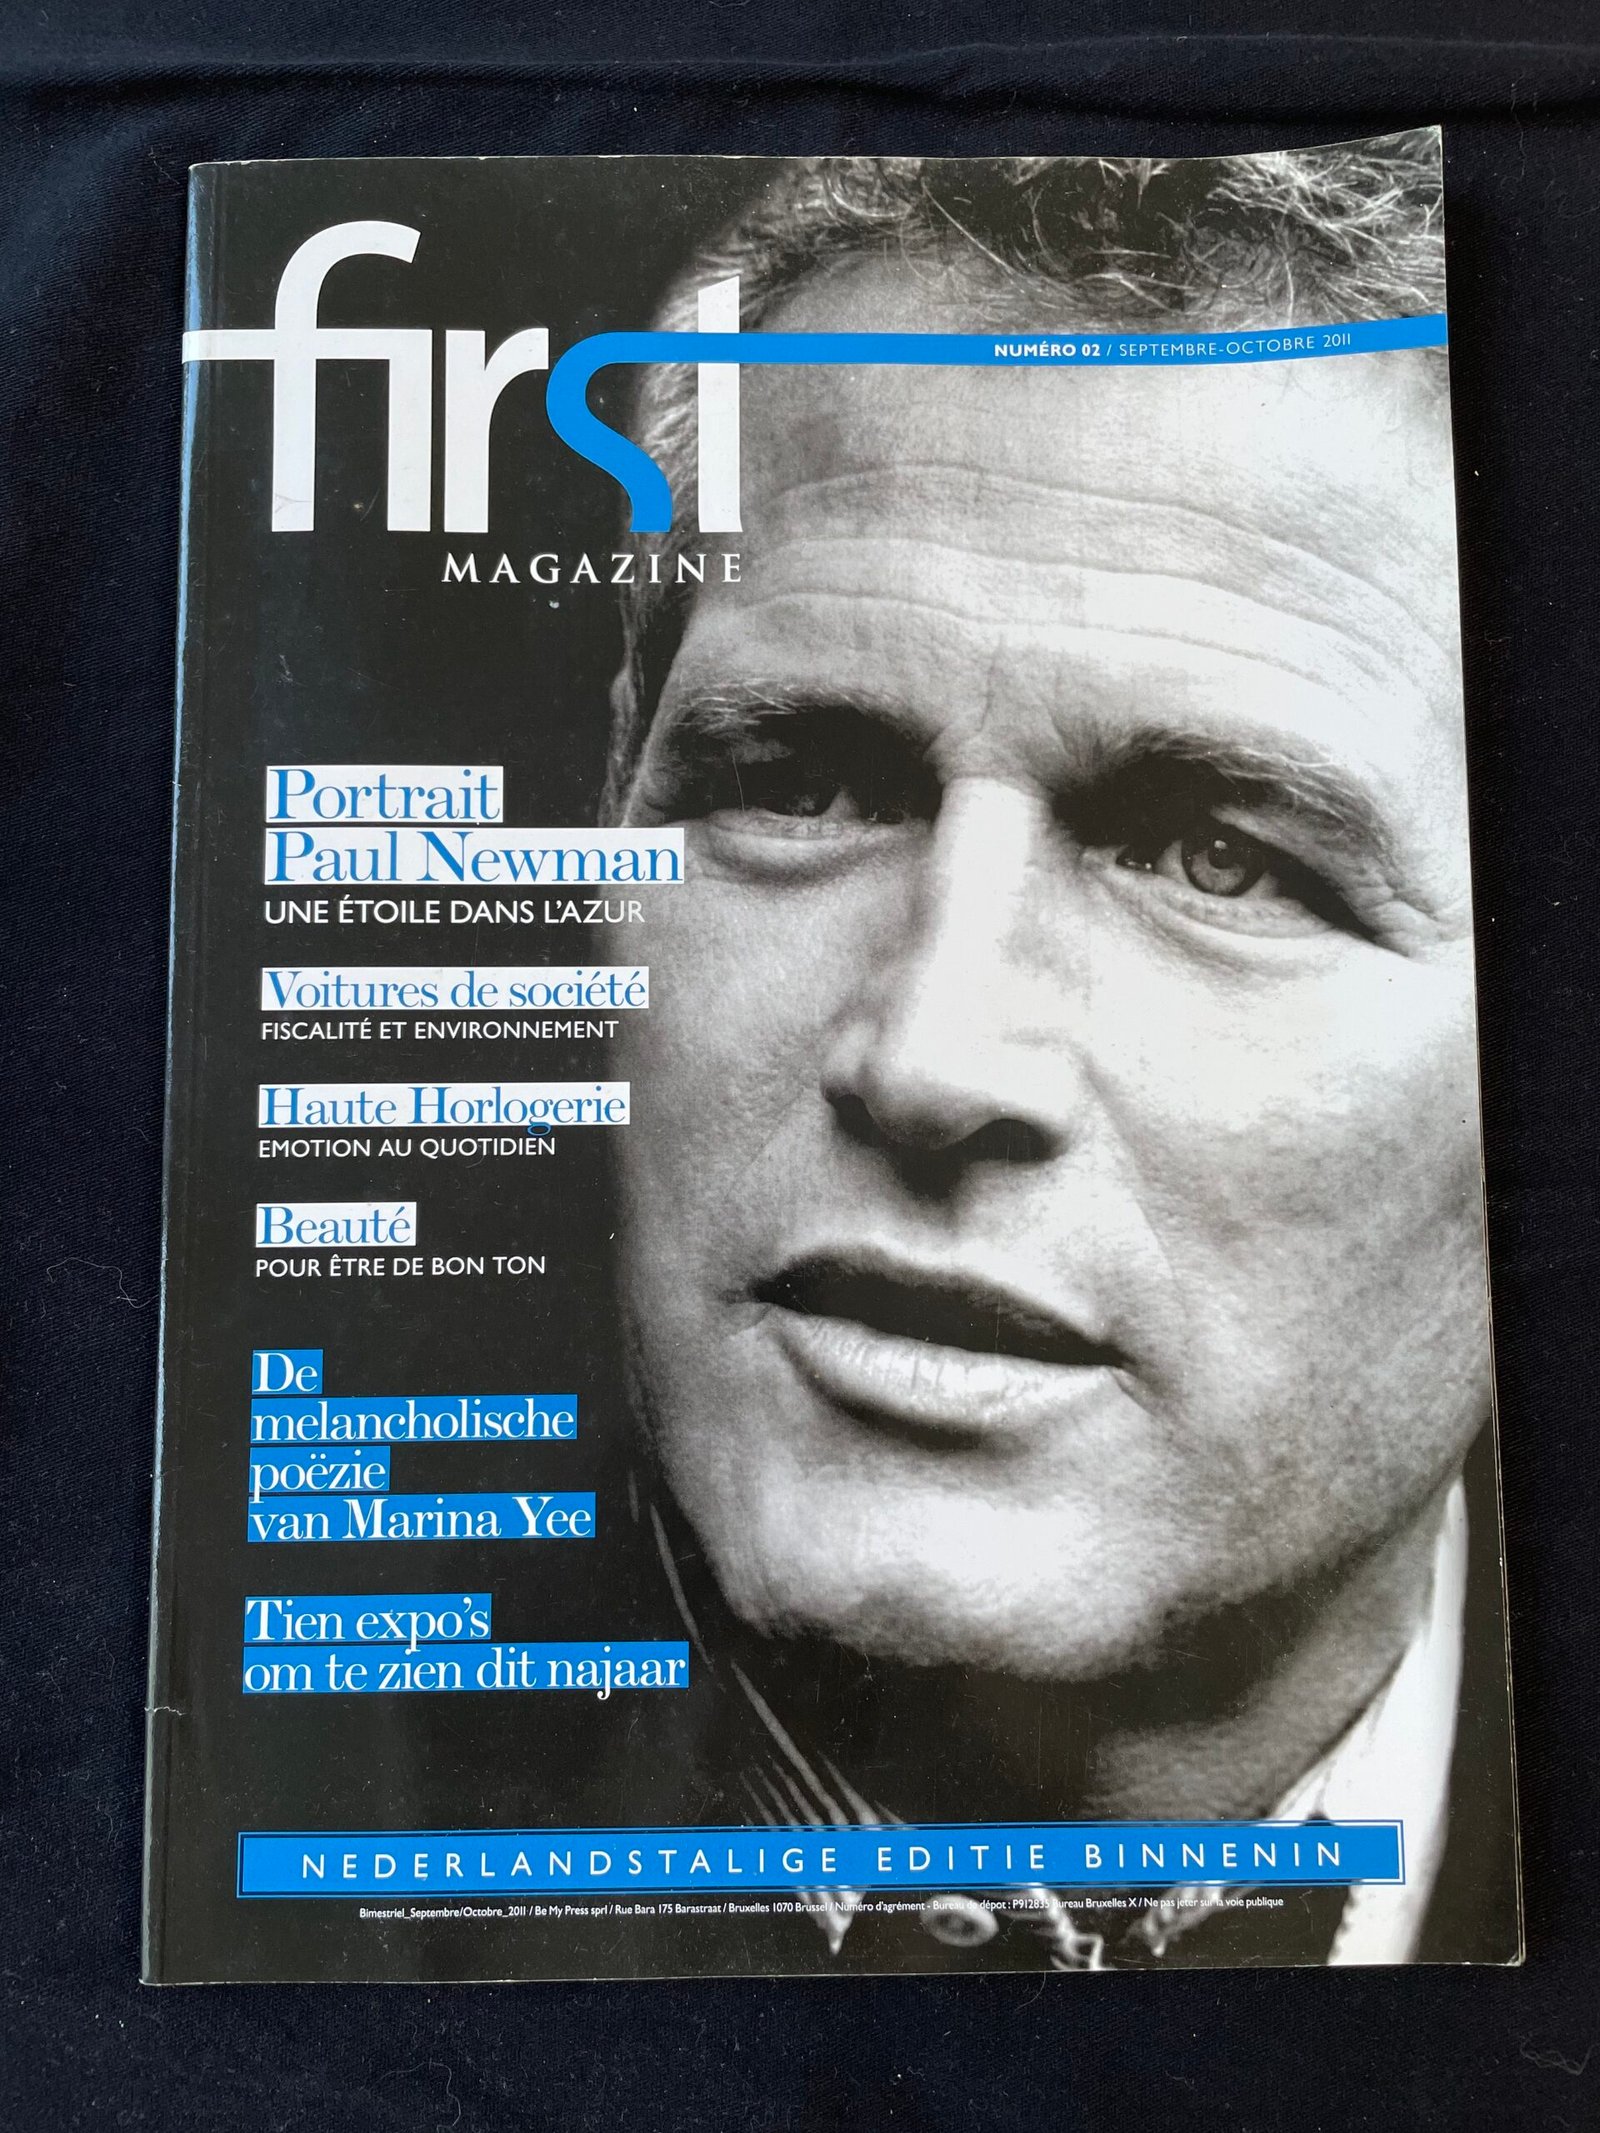 first
MAGAZINE
NUMÉRO 02 / SEPTEMBRE-OCTOBRE 2011
Portrait
Paul Newman
UNE ÉTOILE DANS L'AZUR
Voitures de société
FISCALITÉ ET ENVIRONNEMENT
Haute Horlogerie
EMOTION AU QUOTIDIEN
Beauté
POUR ÊTRE DE BON TON
De
melancholische
poëzie
van Marina Yee
Tien expo's
om te zien dit najaar
NEDERLANDSTALIGE EDITIE BINNENIN
Bimestriel_Septembre/Octobre_2011 / Be My Press sprl / Rue Bara 175 Barastraat / Bruxelles 1070 Brussel / Numéro d'agrément - Bureau de dépot : P912835 Bureau Bruxelles X / Ne pas jeter sur la voie publique